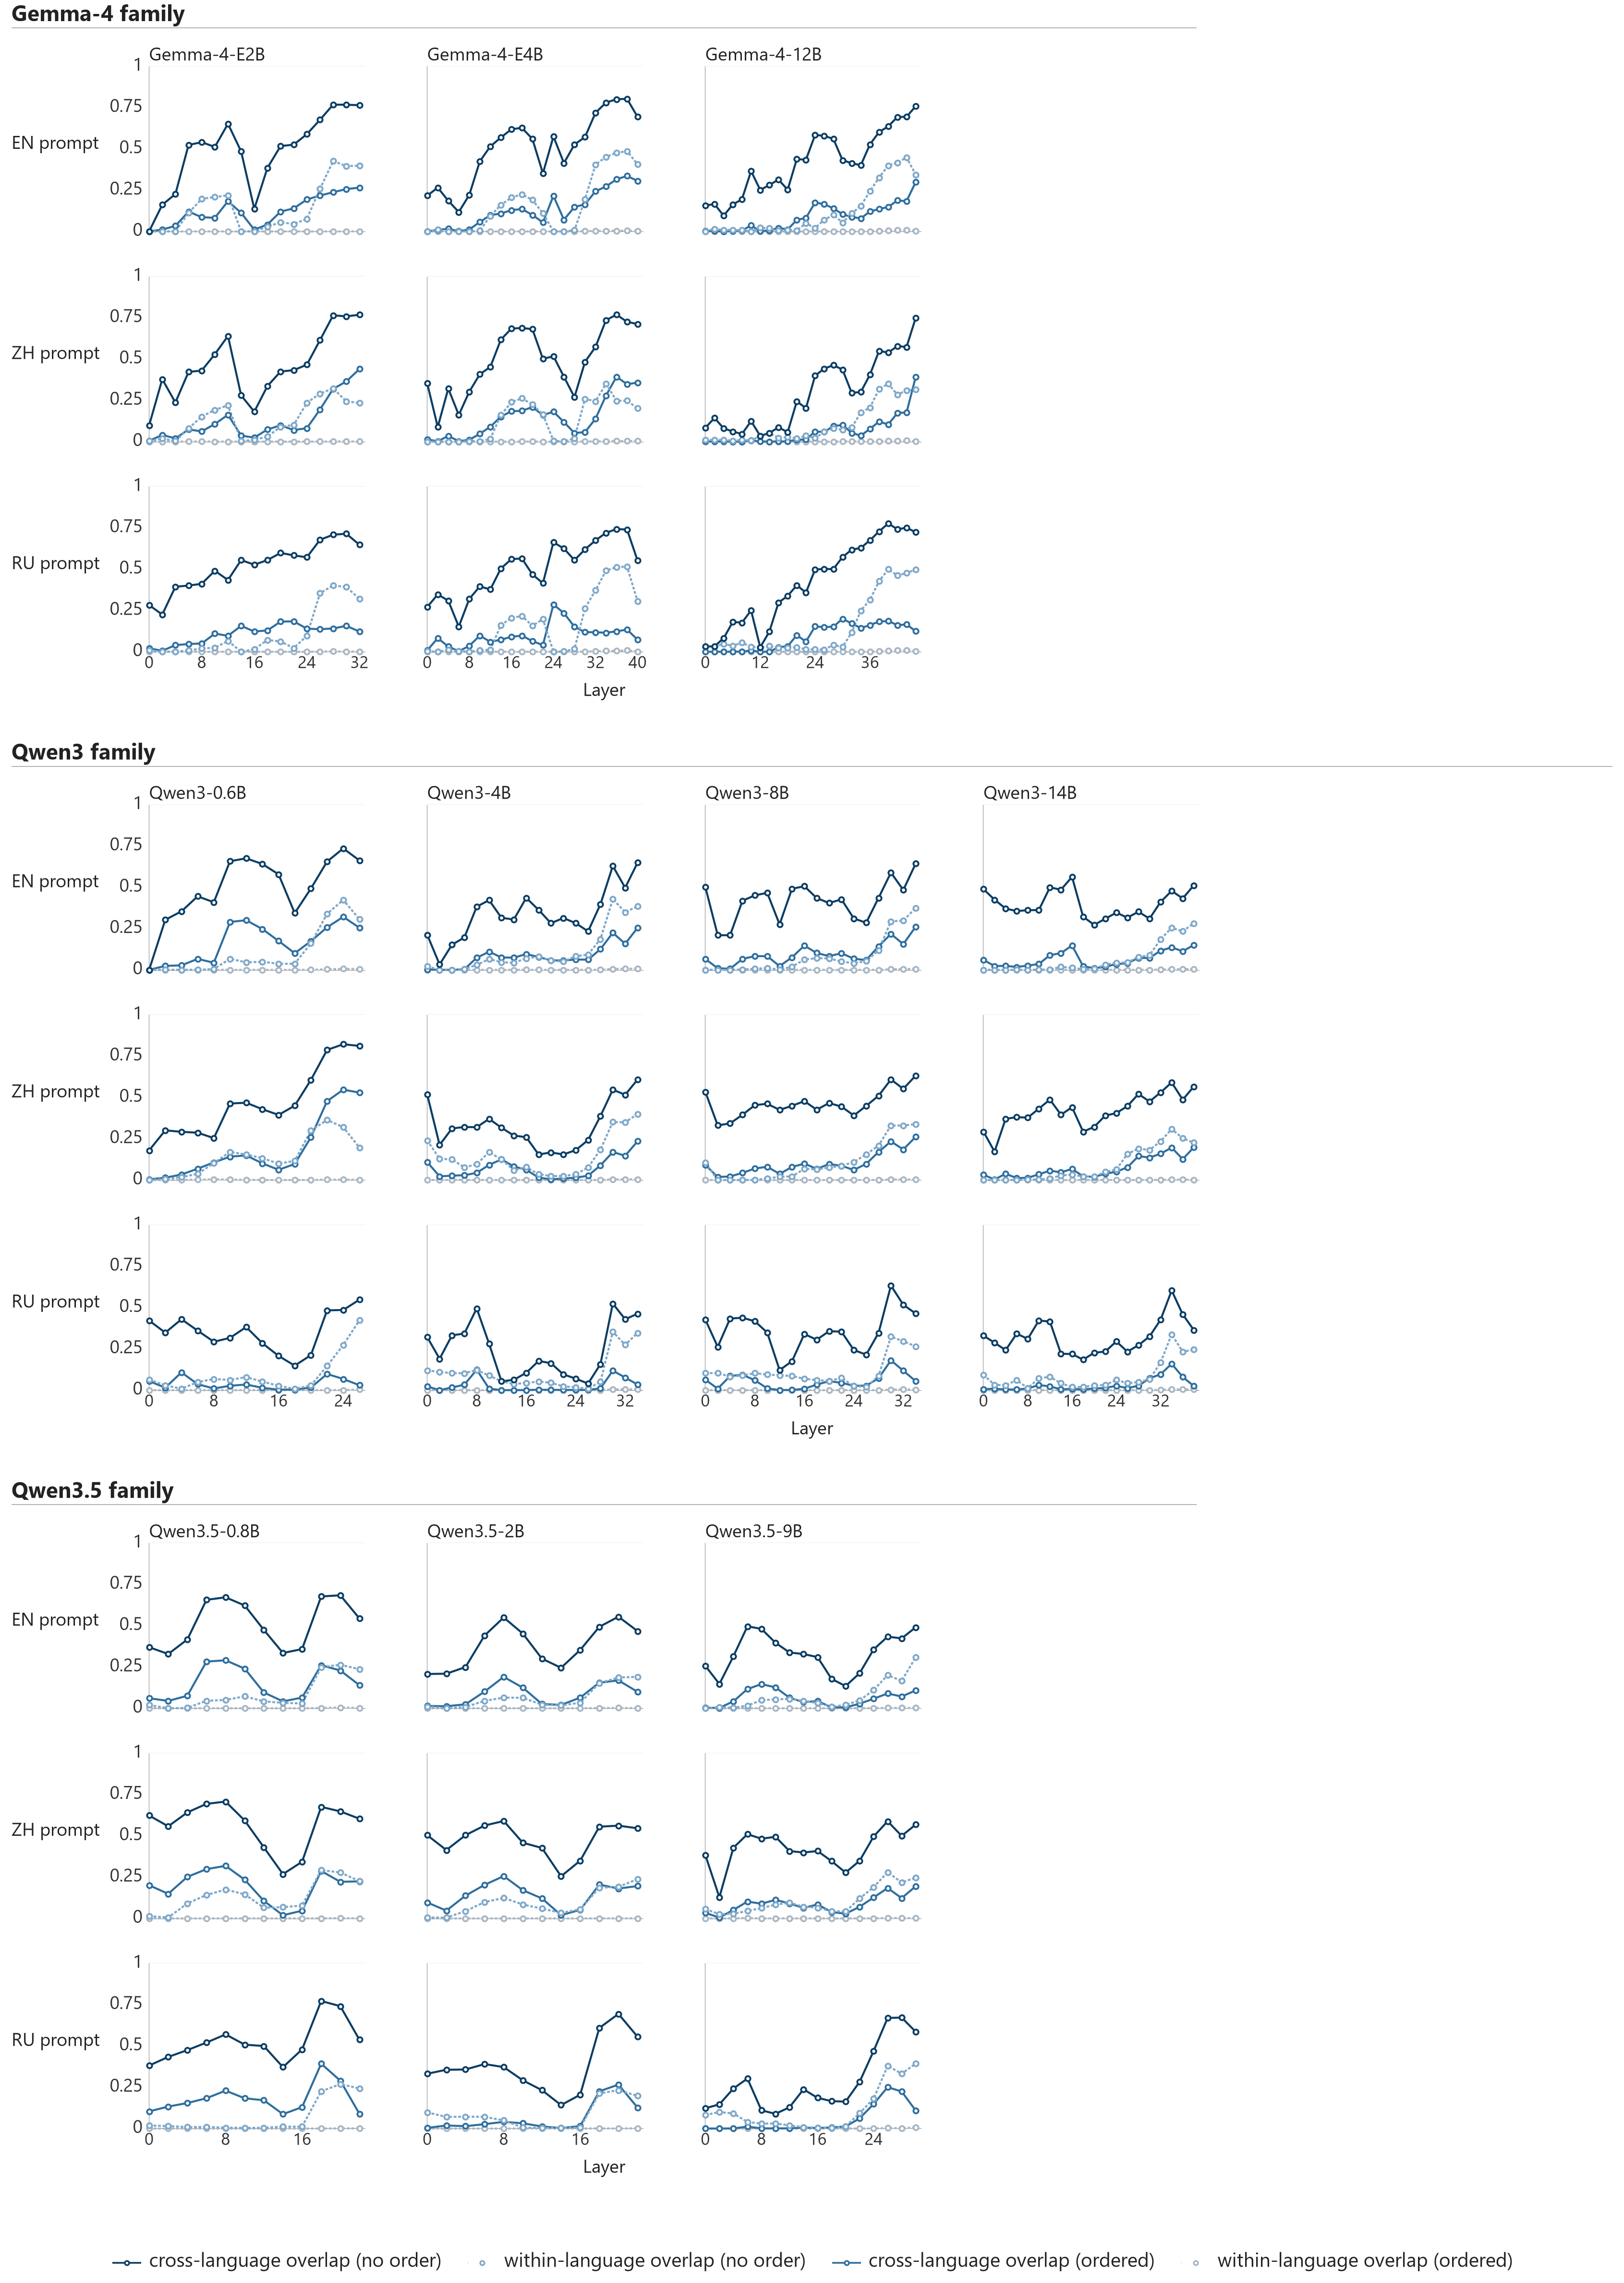 Gemma-4 family
Gemma-4-E2B Gemma-4-E4B Gemma-4-12B
1
0.75
EN prompt
0.5
0.25
0
1
0.75
ZH prompt
0.5
0.25
0
1
0.75
RU prompt
0.5
0.25
0
0 8 16 24 32 0 8 16 24 32 40 0 12 24 36
Layer
Qwen3 family
Qwen3-0.6B Qwen3-4B Qwen3-8B Qwen3-14B
1
0.75
EN prompt
0.5
0.25
0
1
0.75
ZH prompt
0.5
0.25
0
1
0.75
RU prompt
0.5
0.25
0
0 8 16 24 0 8 16 24 32 0 8 16 24 32 0 8 16 24 32
Layer
Qwen3.5 family
Qwen3.5-0.8B Qwen3.5-2B Qwen3.5-9B
1
0.75
EN prompt
0.5
0.25
0
1
0.75
ZH prompt
0.5
0.25
0
1
0.75
RU prompt
0.5
0.25
0
0 8 16 0 8 16 0 8 16 24
Layer
cross-language overlap (no order) within-language overlap (no order) cross-language overlap (ordered) within-language overlap (ordered)